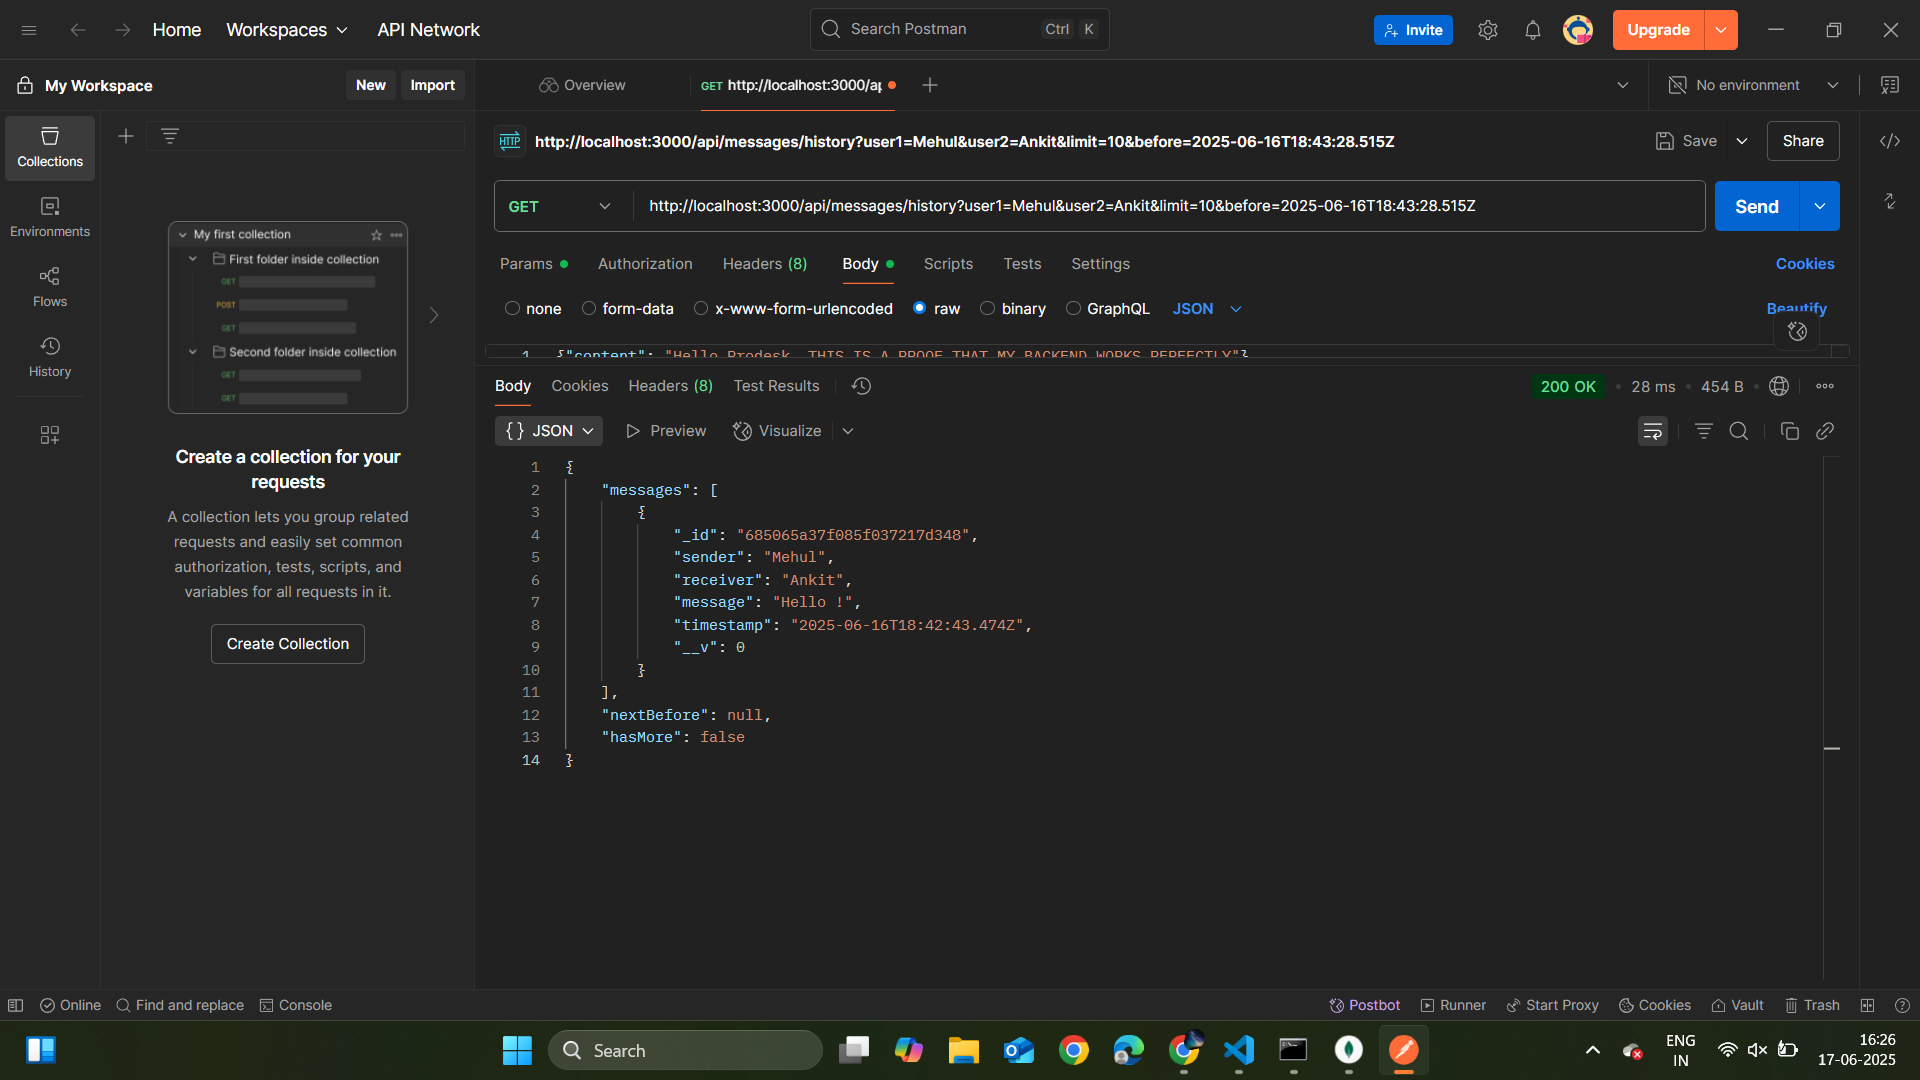 Home Workspaces API Network Search Postman Ctrl K Invite Upgrade
My Workspace New Import Overview GET http://localhost:3000/ap No environment
HTTP http://localhost:3000/api/messages/history?user1=Mehul&user2=Ankit&limit=10&before=2025-06-16T18:43:28.515Z Save Share
Collections
Environments
Flows
History
My first collection
First folder inside collection
GET
POST
GET
Second folder inside collection
GET
GET
Create a collection for your
requests
A collection lets you group related
requests and easily set common
authorization, tests, scripts, and
variables for all requests in it.
Create Collection
GET http://localhost:3000/api/messages/history?user1=Mehul&user2=Ankit&limit=10&before=2025-06-16T18:43:28.515Z Send
Params Authorization Headers (8) Body Scripts Tests Settings Cookies
none form-data x-www-form-urlencoded raw binary GraphQL JSON Beautify
1 {"content": "Hello Prodesk, THIS IS A PROOF THAT MY BACKEND WORKS PERFECTLY"}
Body Cookies Headers (8) Test Results 200 OK 28 ms 454 B
{} JSON Preview Visualize
1 {
2 "messages": [
3 {
4 "_id": "685065a37f085f037217d348",
5 "sender": "Mehul",
6 "receiver": "Ankit",
7 "message": "Hello !",
8 "timestamp": "2025-06-16T18:42:43.474Z",
9 "__v": 0
10 }
11 ],
12 "nextBefore": null,
13 "hasMore": false
14 }
Online Find and replace Console Postbot Runner Start Proxy Cookies Vault Trash
Search ENG 16:26
IN 17-06-2025